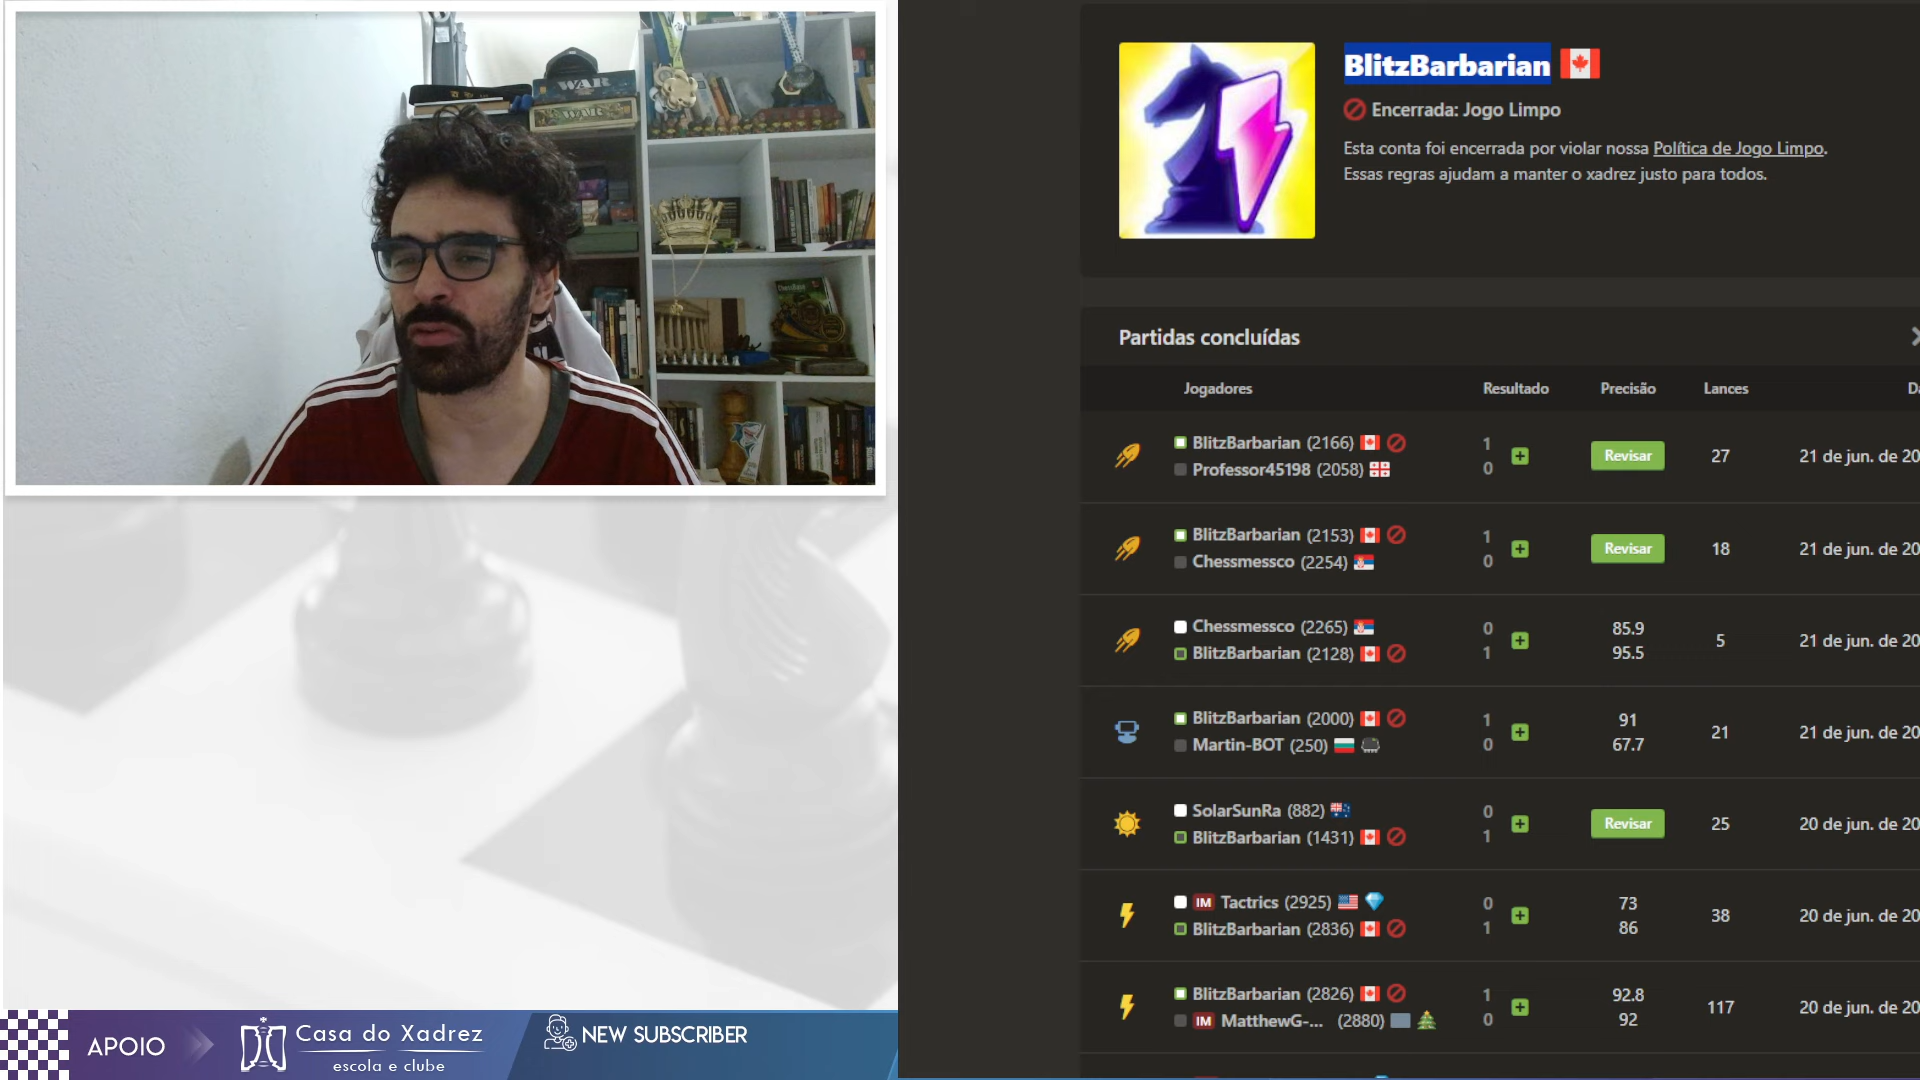 WAR
BlitzBarbarian
Encerrada: Jogo Limpo
Esta conta foi encerrada por violar nossa Política de Jogo Limpo.
Essas regras ajudam a manter o xadrez justo para todos.
Partidas concluídas
Jogadores Resultado Precisão Lances
BlitzBarbarian (2166) 1
Professor45198 (2058) 0
Revisar 27 21 de jun. de 20
BlitzBarbarian (2153) 1
Chessmessco (2254) 0
Revisar 18 21 de jun. de 20
Chessmessco (2265) 0 85.9
BlitzBarbarian (2128) 1 95.5
5 21 de jun. de 20
BlitzBarbarian (2000) 1 91
Martin-BOT (250) 0 67.7
21 21 de jun. de 20
SolarSunRa (882) 0
BlitzBarbarian (1431) 1
Revisar 25 20 de jun. de 20
IM Tactrics (2925) 0 73
BlitzBarbarian (2836) 1 86
38 20 de jun. de 20
BlitzBarbarian (2826) 1 92.8
IM MatthewG-... (2880) 0 92
117 20 de jun. de 20
APOIO
Casa do Xadrez
escola e clube
NEW SUBSCRIBER